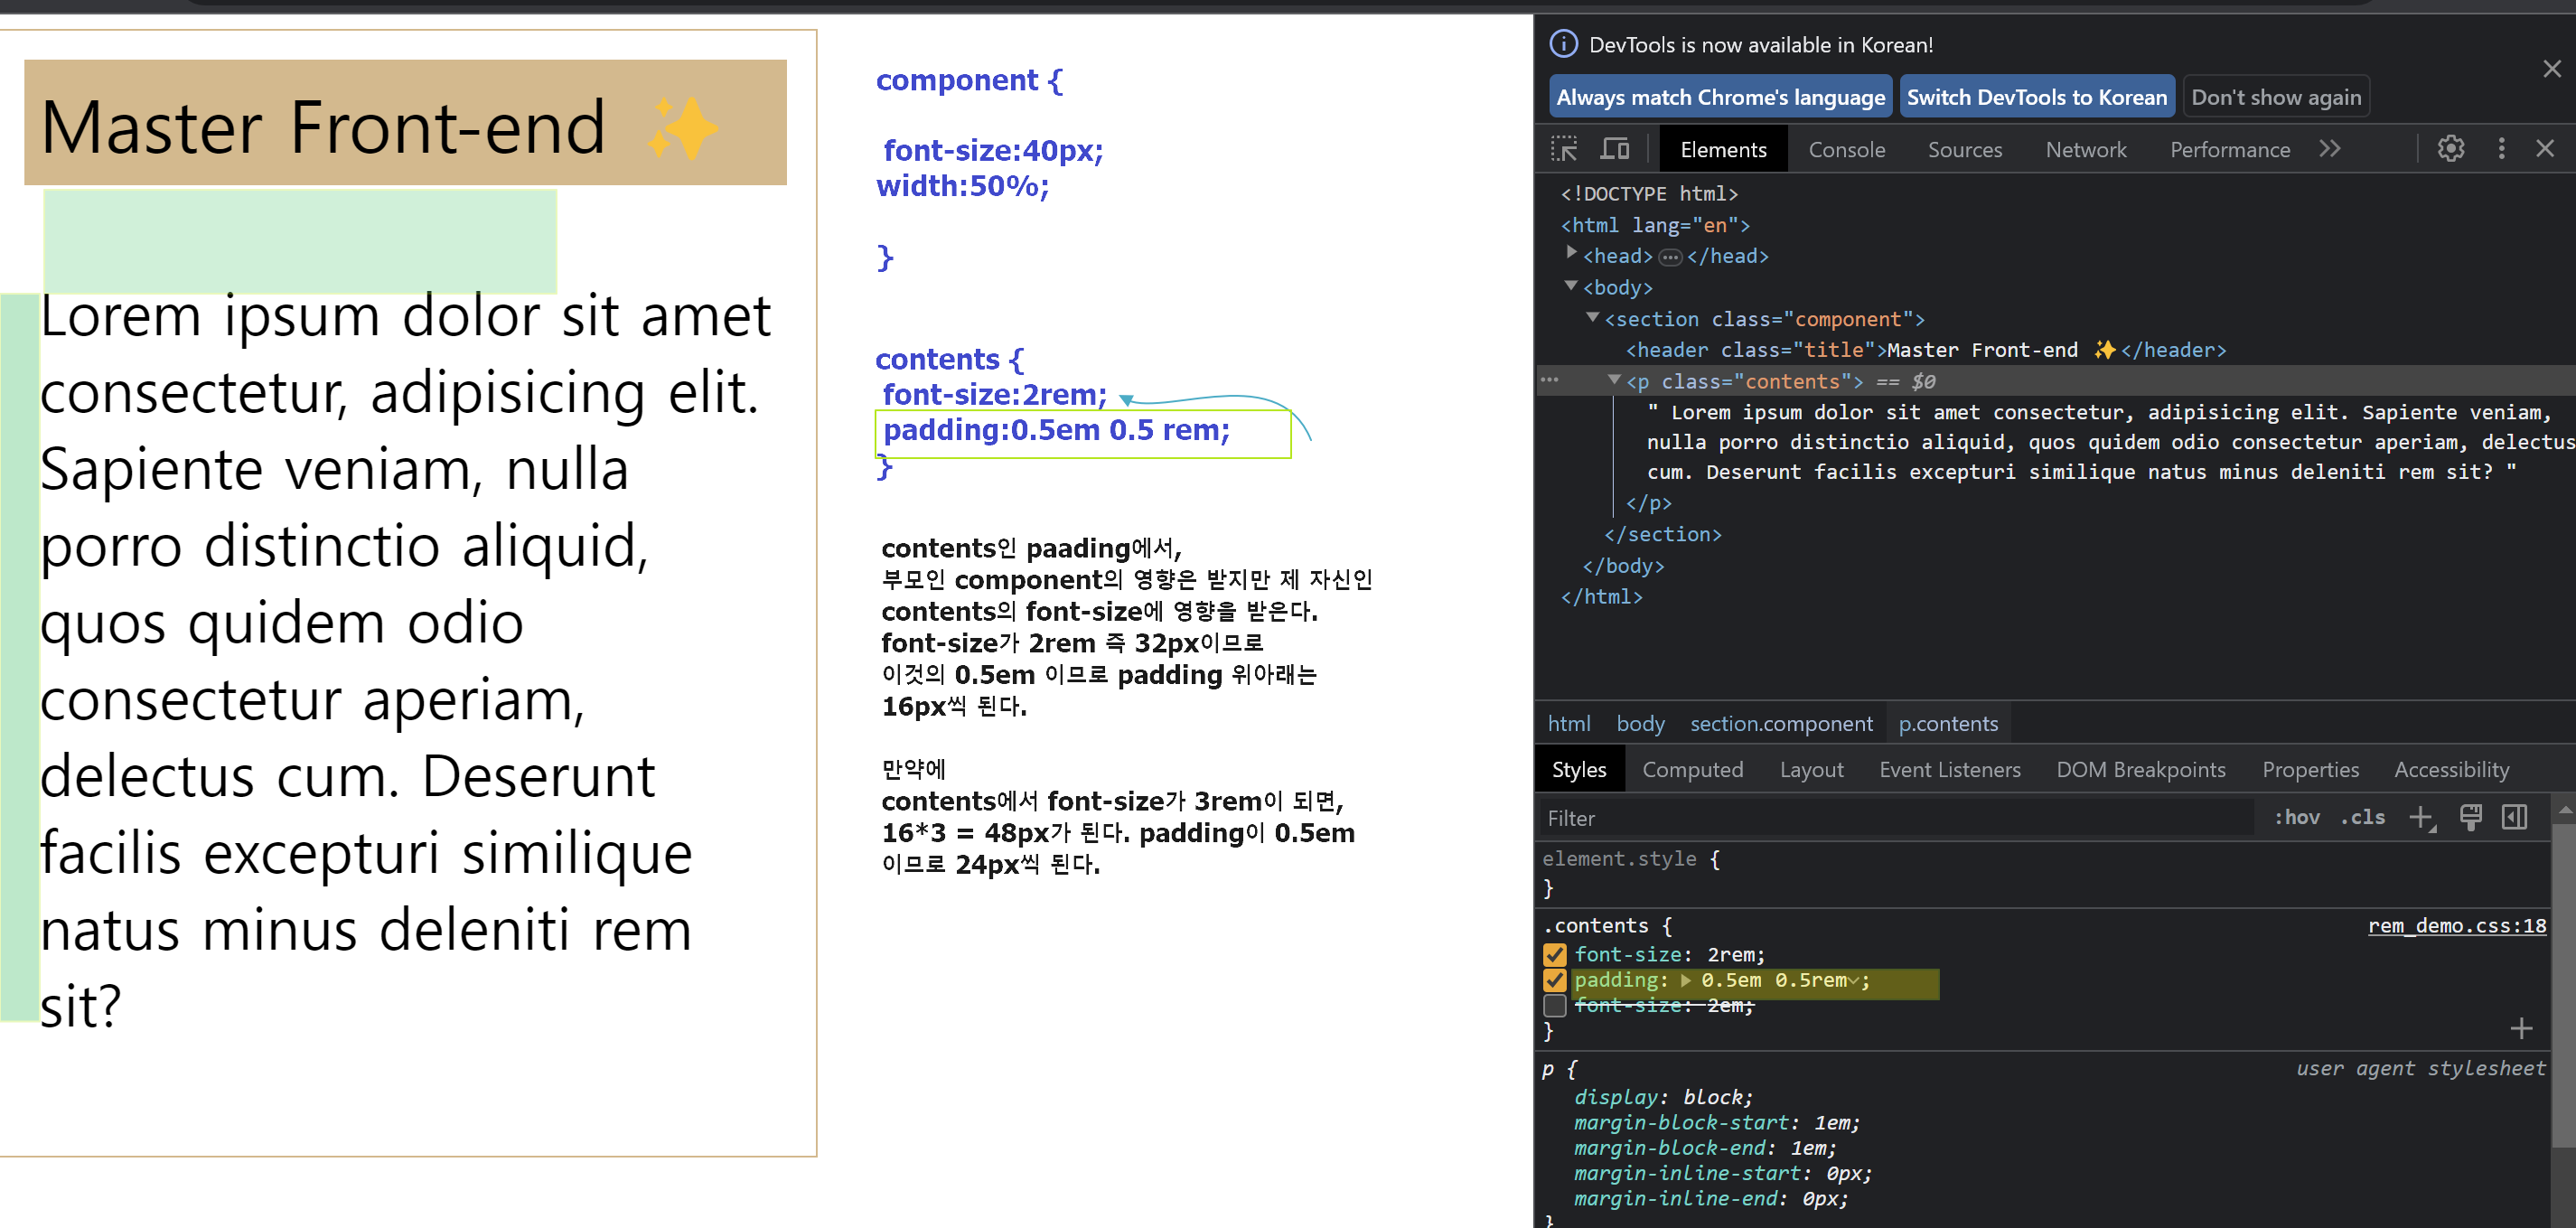 Master Front-end ✨
Lorem ipsum dolor sit amet
consectetur, adipisicing elit.
Sapiente veniam, nulla
porro distinctio aliquid,
quos quidem odio
consectetur aperiam,
delectus cum. Deserunt
facilis excepturi similique
natus minus deleniti rem
sit?
component {
font-size:40px;
width:50%;
}
contents {
font-size:2rem;
padding:0.5em 0.5 rem;
}
contents인 paading에서,
부모인 component의 영향은 받지만 제 자신인
contents의 font-size에 영향을 받은다.
font-size가 2rem 즉 32px이므로
이것의 0.5em 이므로 padding 위아래는
16px씩 된다.
만약에
contents에서 font-size가 3rem이 되면,
16*3 = 48px가 된다. padding이 0.5em
이므로 24px씩 된다.
DevTools is now available in Korean!
Always match Chrome's language Switch DevTools to Korean Don't show again
Elements Console Sources Network Performance
<!DOCTYPE html>
<html lang="en">
<head>…</head>
<body>
<section class="component">
<header class="title">Master Front-end ✨</header>
<p class="contents"> == $0
" Lorem ipsum dolor sit amet consectetur, adipisicing elit. Sapiente veniam,
nulla porro distinctio aliquid, quos quidem odio consectetur aperiam, delectus
cum. Deserunt facilis excepturi similique natus minus deleniti rem sit? "
</p>
</section>
</body>
</html>
html body section.component p.contents
Styles Computed Layout Event Listeners DOM Breakpoints Properties Accessibility
Filter :hov .cls
element.style {
}
.contents { rem_demo.css:18
font-size: 2rem;
padding: 0.5em 0.5rem;
font-size: 2em;
}
p { user agent stylesheet
display: block;
margin-block-start: 1em;
margin-block-end: 1em;
margin-inline-start: 0px;
margin-inline-end: 0px;
}